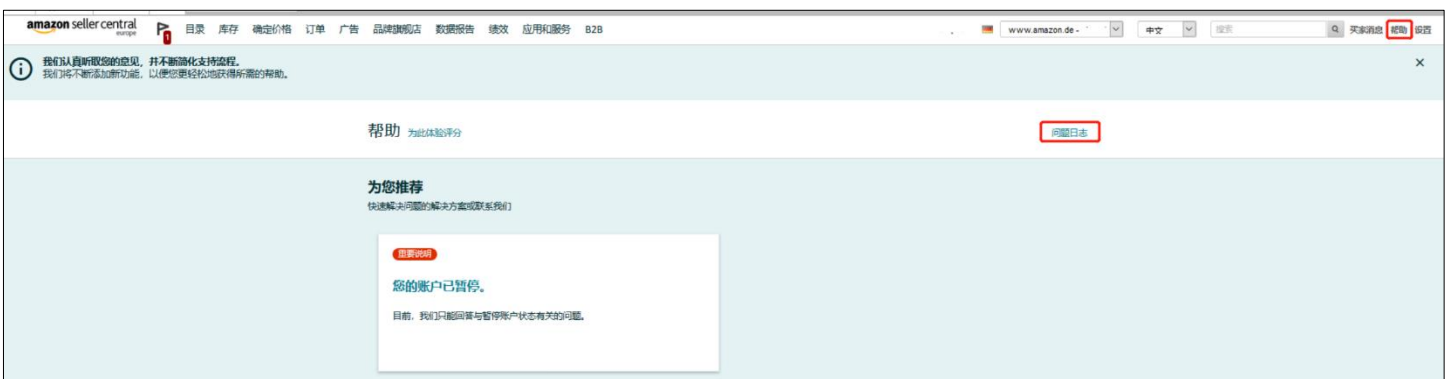 amazon seller central
europe
1
目录 库存 确定价格 订单 广告 品牌旗舰店 数据报告 绩效 应用和服务 B2B
www.amazon.de -
中文
搜索
买家消息 帮助 设置
我们认真听取您的意见，并不断简化支持流程。
我们将不断添加新功能，以便您更轻松地获得所需的帮助。
帮助 为此体验评分
问题日志
为您推荐
快速解决问题的解决方案或联系我们
需要说明
您的账户已暂停。
目前，我们只能回答与暂停账户状态有关的问题。